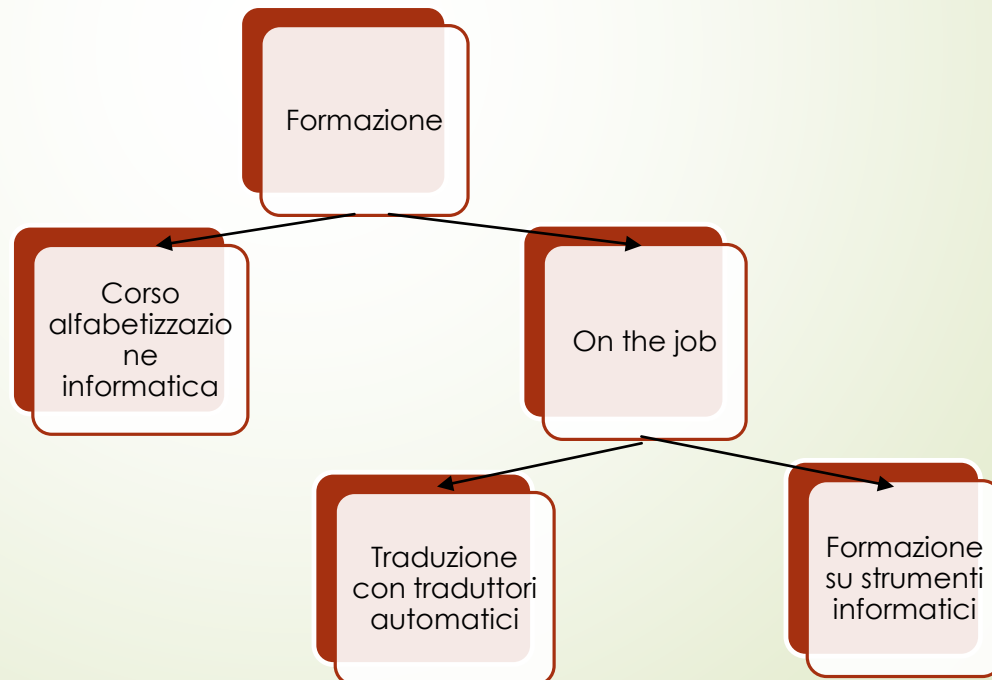 Formazione
Corso
alfabetizzazio
ne
informatica
On the job
Traduzione
con traduttori
automatici
Formazione
su strumenti
informatici